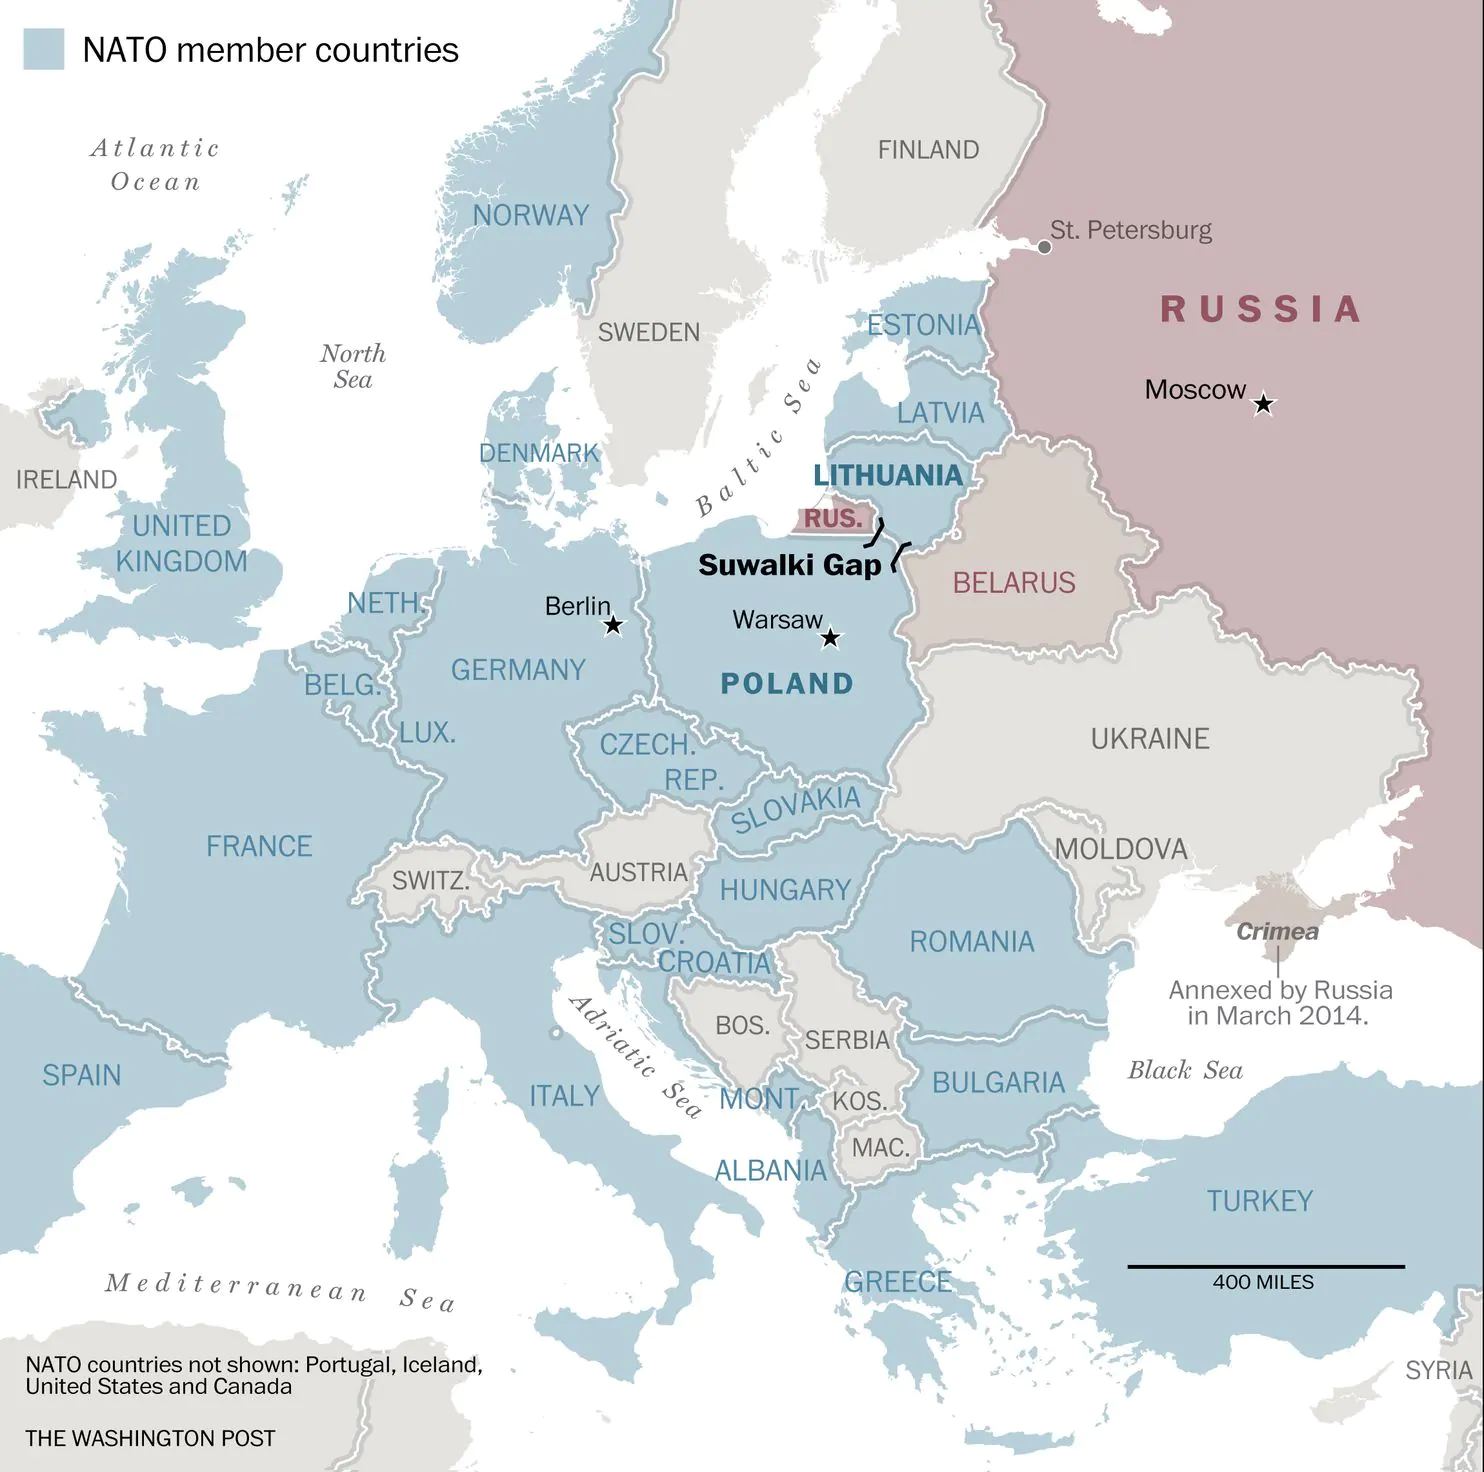 NATO member countries
Atlantic
Ocean
FINLAND
NORWAY
St. Petersburg
RUSSIA
ESTONIA
SWEDEN
North
Sea
Moscow
Baltic Sea
LATVIA
DENMARK
IRELAND
LITHUANIA
RUS.
UNITED
KINGDOM
Suwalki Gap
BELARUS
NETH.
Berlin
Warsaw
GERMANY
POLAND
BELG.
LUX.
CZECH.
REP.
UKRAINE
SLOVAKIA
FRANCE
MOLDOVA
SWITZ.
AUSTRIA
HUNGARY
SLOV.
CROATIA
ROMANIA
Crimea
Annexed by Russia
in March 2014.
Adriatic Sea
BOS.
SERBIA
SPAIN
ITALY
MONT.
KOS.
BULGARIA
Black Sea
MAC.
ALBANIA
TURKEY
GREECE
400 MILES
Mediterranean Sea
SYRIA
NATO countries not shown: Portugal, Iceland,
United States and Canada
THE WASHINGTON POST